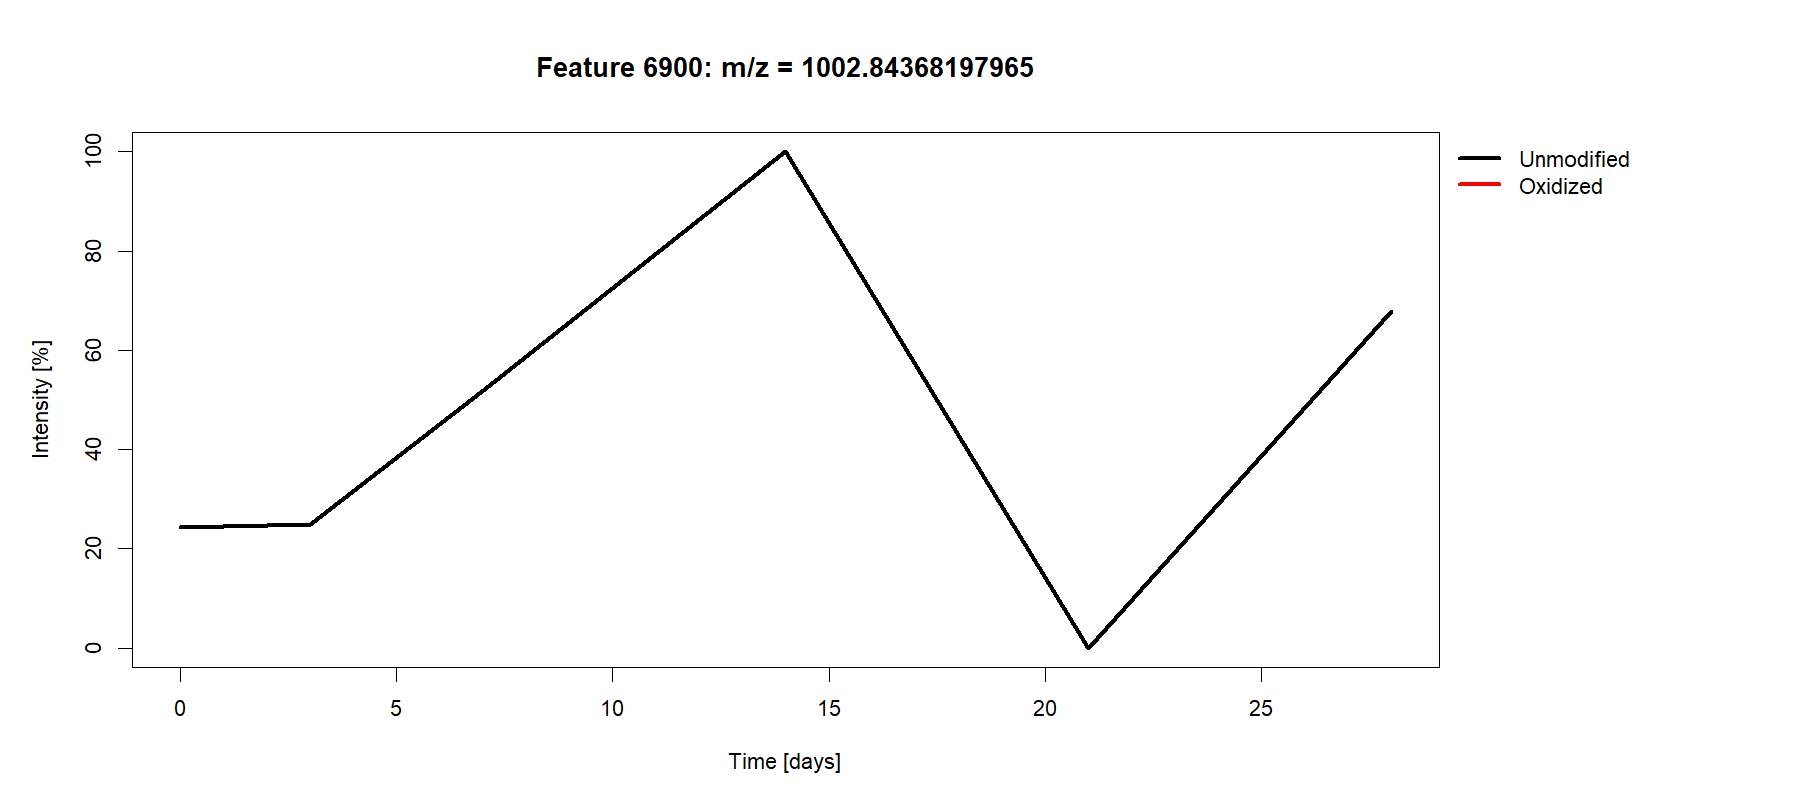 Feature 6900: m/z = 1002.84368197965
Unmodified
Oxidized
Intensity [%]
100
80
60
40
20
0
0 5 10 15 20 25
Time [days]